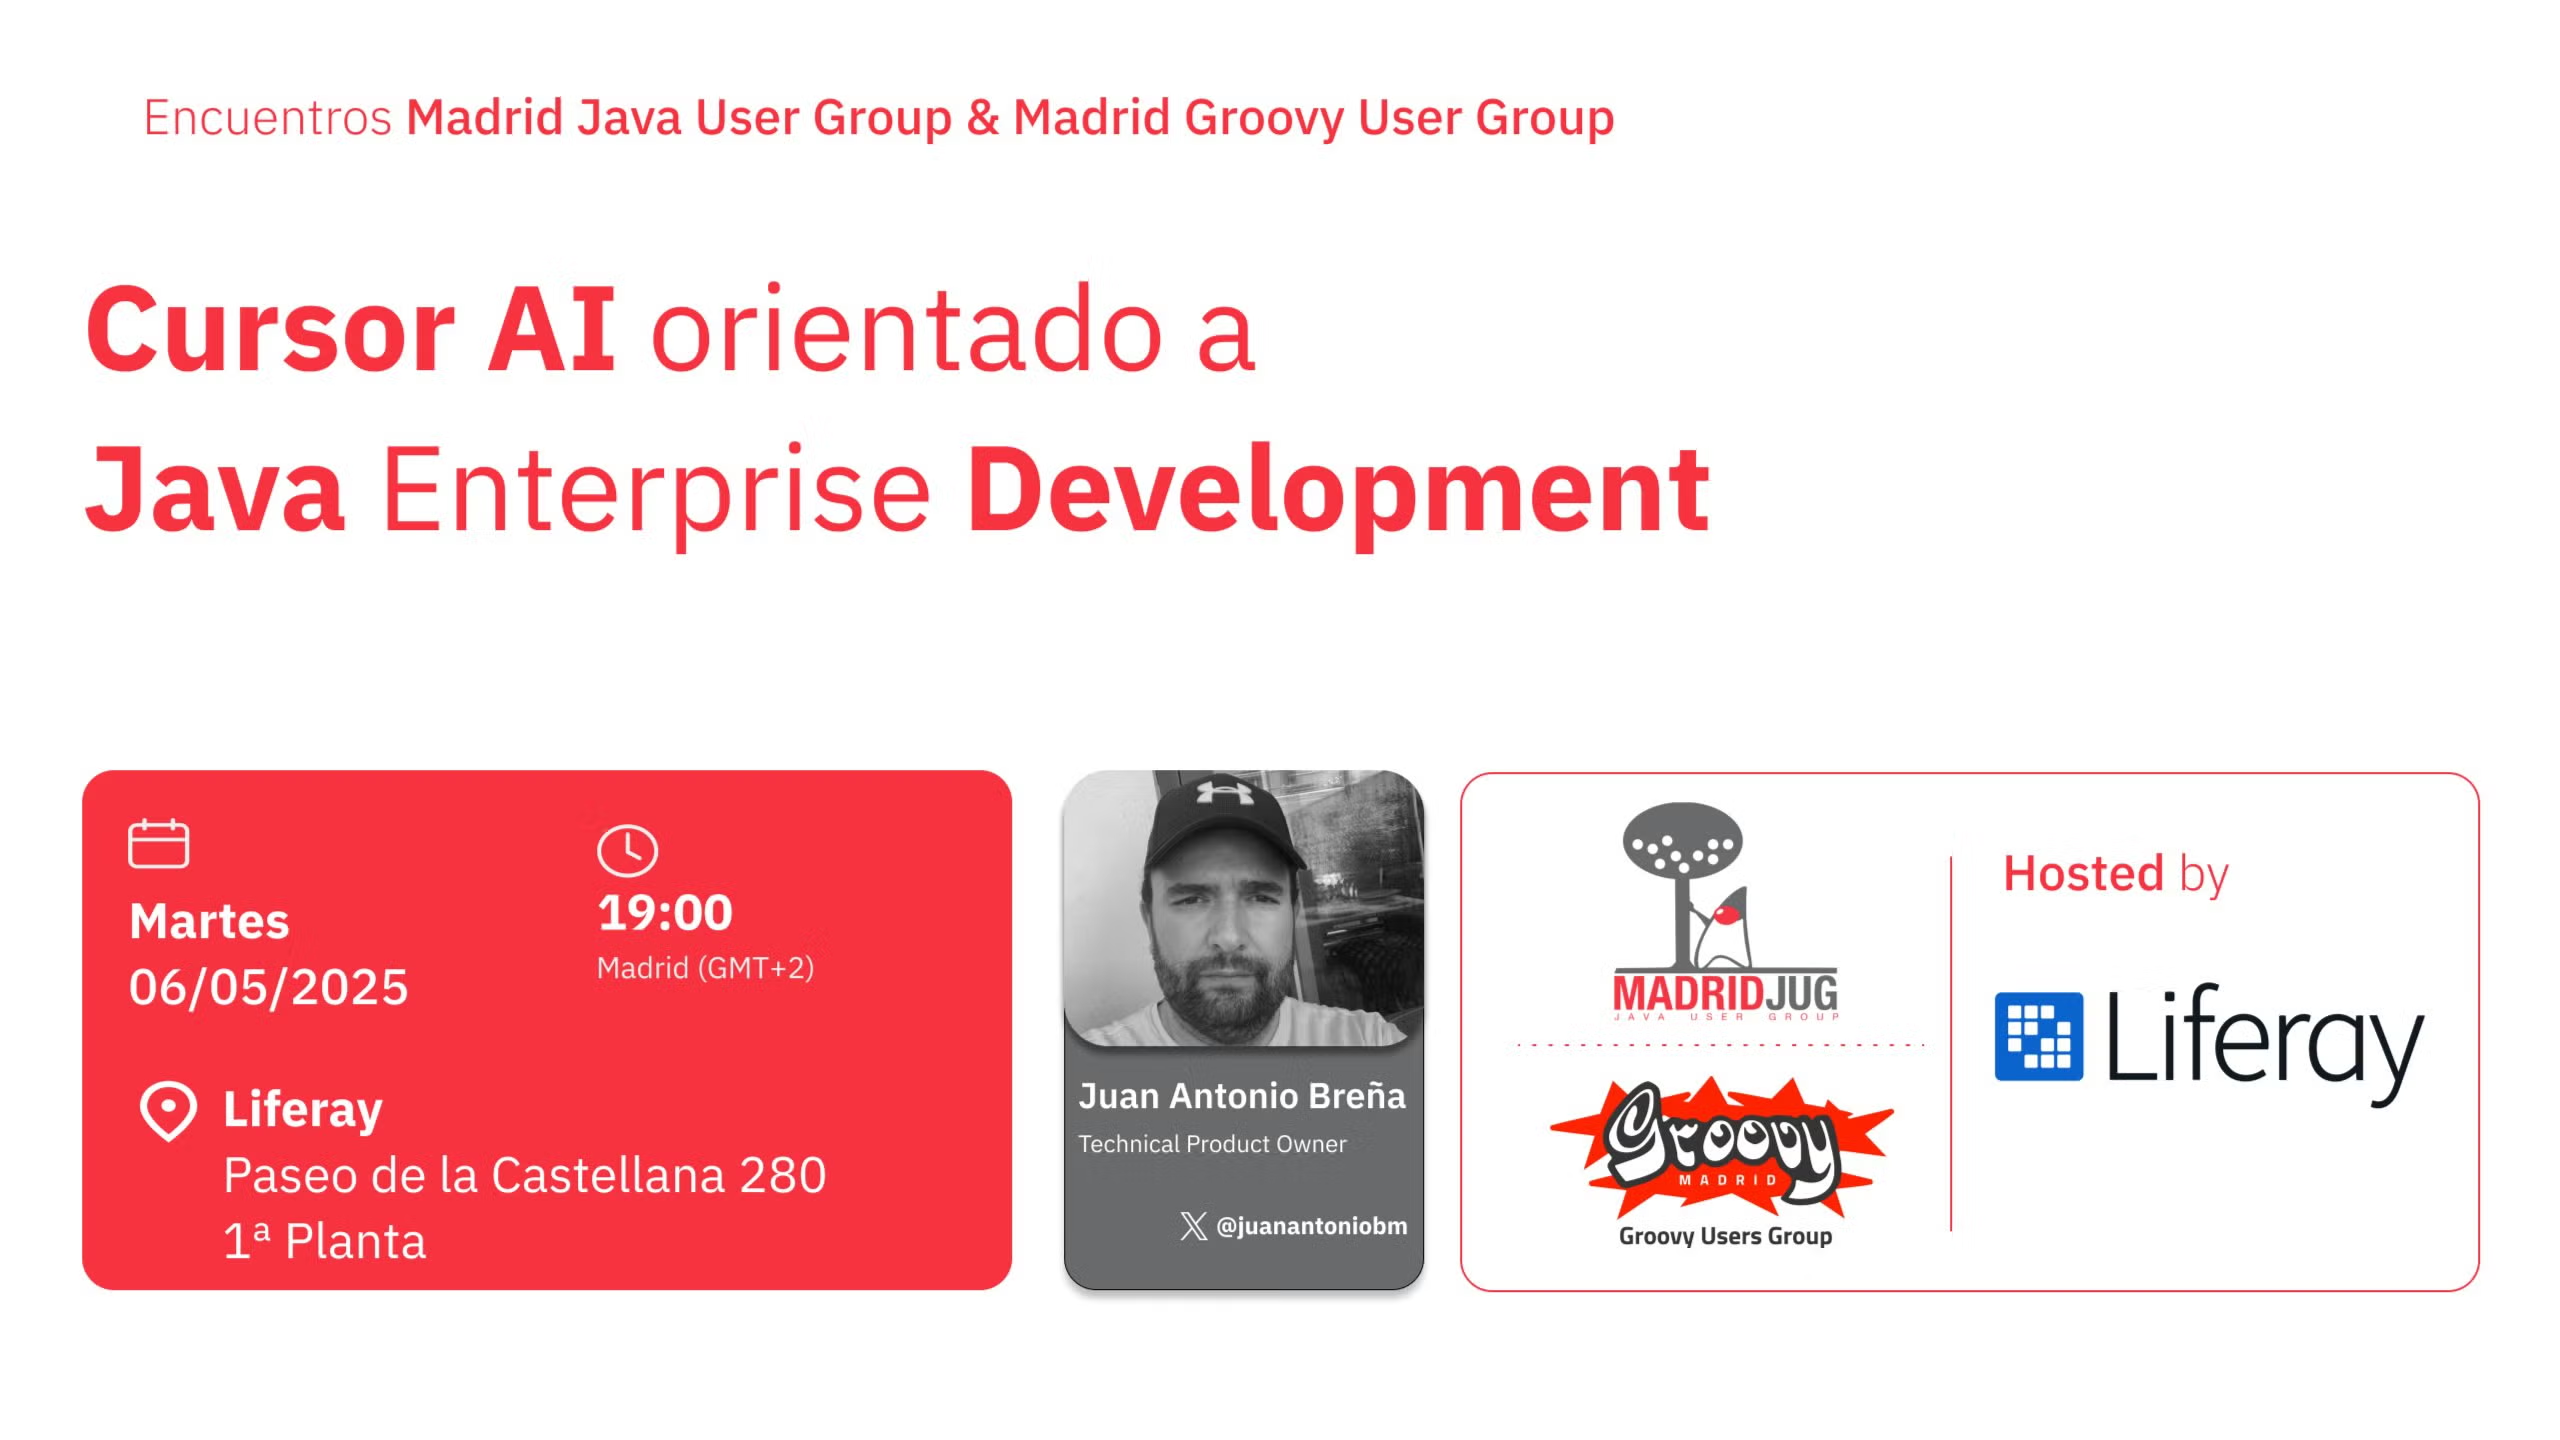 Encuentros Madrid Java User Group & Madrid Groovy User Group
Cursor AI orientado a
Java Enterprise Development
Martes
06/05/2025
19:00
Madrid (GMT+2)
Liferay
Paseo de la Castellana 280
1ª Planta
Juan Antonio Breña
Technical Product Owner
@juanantoniobm
MADRIDJUG
JAVA USER GROUP
Groovy
MADRID
Groovy Users Group
Hosted by
Liferay